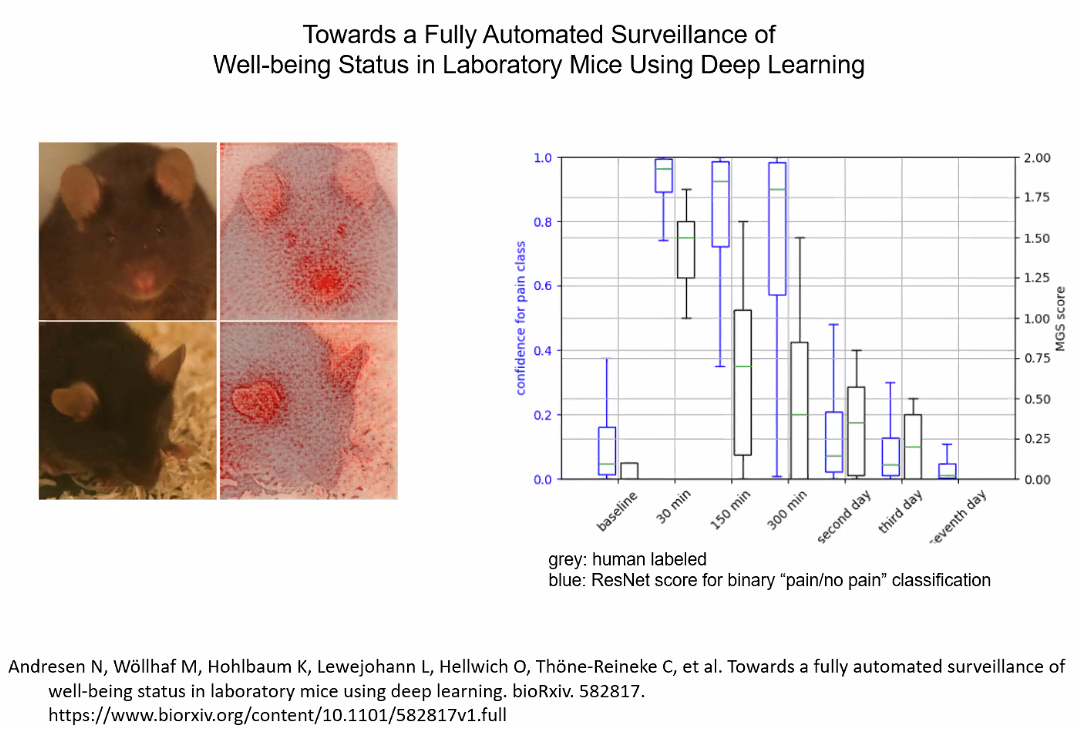 Towards a Fully Automated Surveillance of
Well-being Status in Laboratory Mice Using Deep Learning
1.0
0.8
0.6
0.4
0.2
0.0
confidence for pain class
2.00
1.75
1.50
1.25
1.00
0.75
0.50
0.25
0.00
MGS score
baseline
30 min
150 min
300 min
second day
third day
eventh day
grey: human labeled
blue: ResNet score for binary “pain/no pain” classification
Andresen N, Wöllhaf M, Hohlbaum K, Lewejohann L, Hellwich O, Thöne-Reineke C, et al. Towards a fully automated surveillance of
well-being status in laboratory mice using deep learning. bioRxiv. 582817.
https://www.biorxiv.org/content/10.1101/582817v1.full